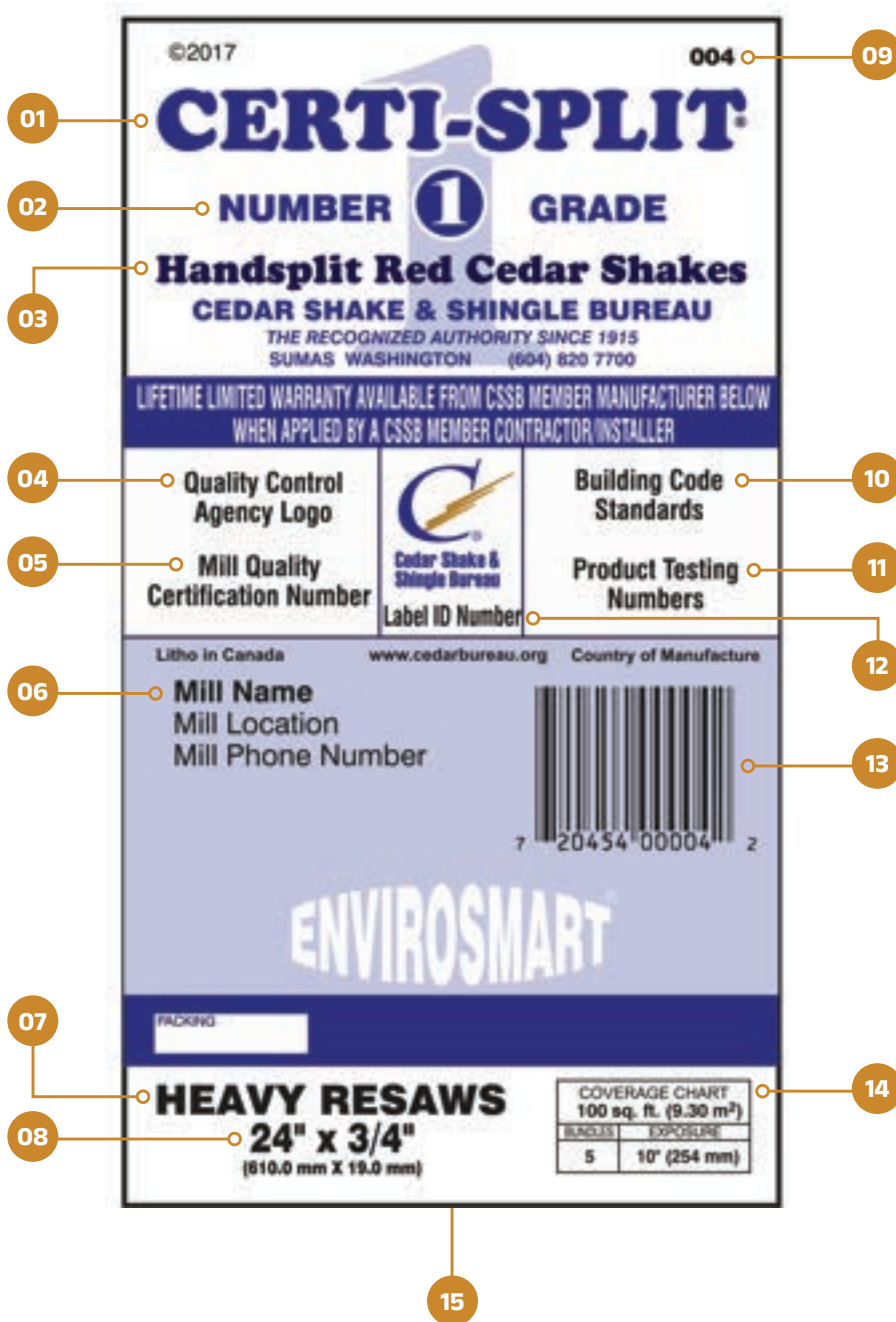 ©2017
004
09
01
CERTI-SPLIT®
02
NUMBER 1 GRADE
03
Handsplit Red Cedar Shakes
CEDAR SHAKE & SHINGLE BUREAU
THE RECOGNIZED AUTHORITY SINCE 1915
SUMAS WASHINGTON (604) 820 7700
LIFETIME LIMITED WARRANTY AVAILABLE FROM CSSB MEMBER MANUFACTURER BELOW
WHEN APPLIED BY A CSSB MEMBER CONTRACTOR/INSTALLER
04
Quality Control
Agency Logo
05
Mill Quality
Certification Number
C®
Cedar Shake &
Shingle Bureau
Label ID Number
10
Building Code
Standards
11
Product Testing
Numbers
12
Litho in Canada www.cedarbureau.org Country of Manufacture
06
Mill Name
Mill Location
Mill Phone Number
13
7 20454 00004 2
ENVIROSMART
PACKING
07
HEAVY RESAWS
08
24" x 3/4"
(610.0 mm X 19.0 mm)
14
COVERAGE CHART
100 sq. ft. (9.30 m²)
BUNDLES EXPOSURE
5 10" (254 mm)
15